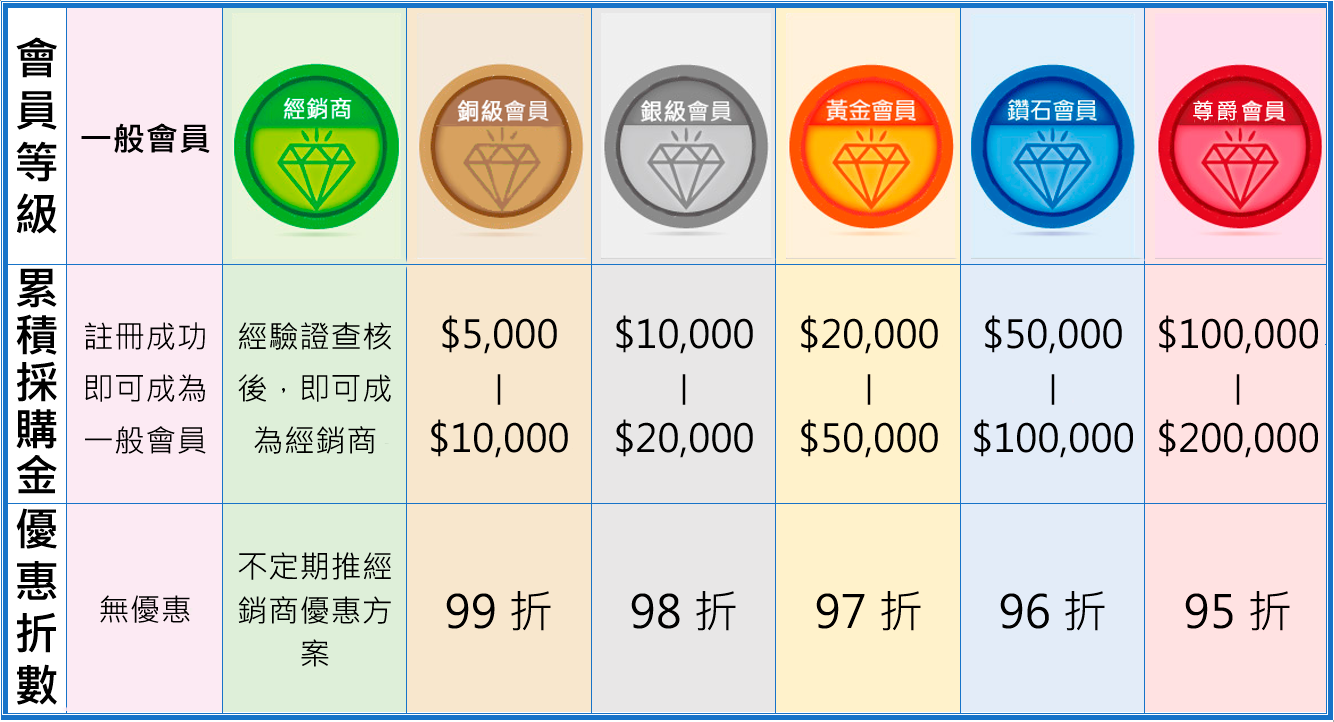 會員等級
一般會員
經銷商
銅級會員
銀級會員
黃金會員
鑽石會員
尊爵會員
累積採購金
註冊成功
即可成為
一般會員
經驗證查核
後，即可成
為經銷商
$5,000
|
$10,000
$10,000
|
$20,000
$20,000
|
$50,000
$50,000
|
$100,000
$100,000
|
$200,000
優惠折數
無優惠
不定期推經
銷商優惠方
案
99 折
98 折
97 折
96 折
95 折